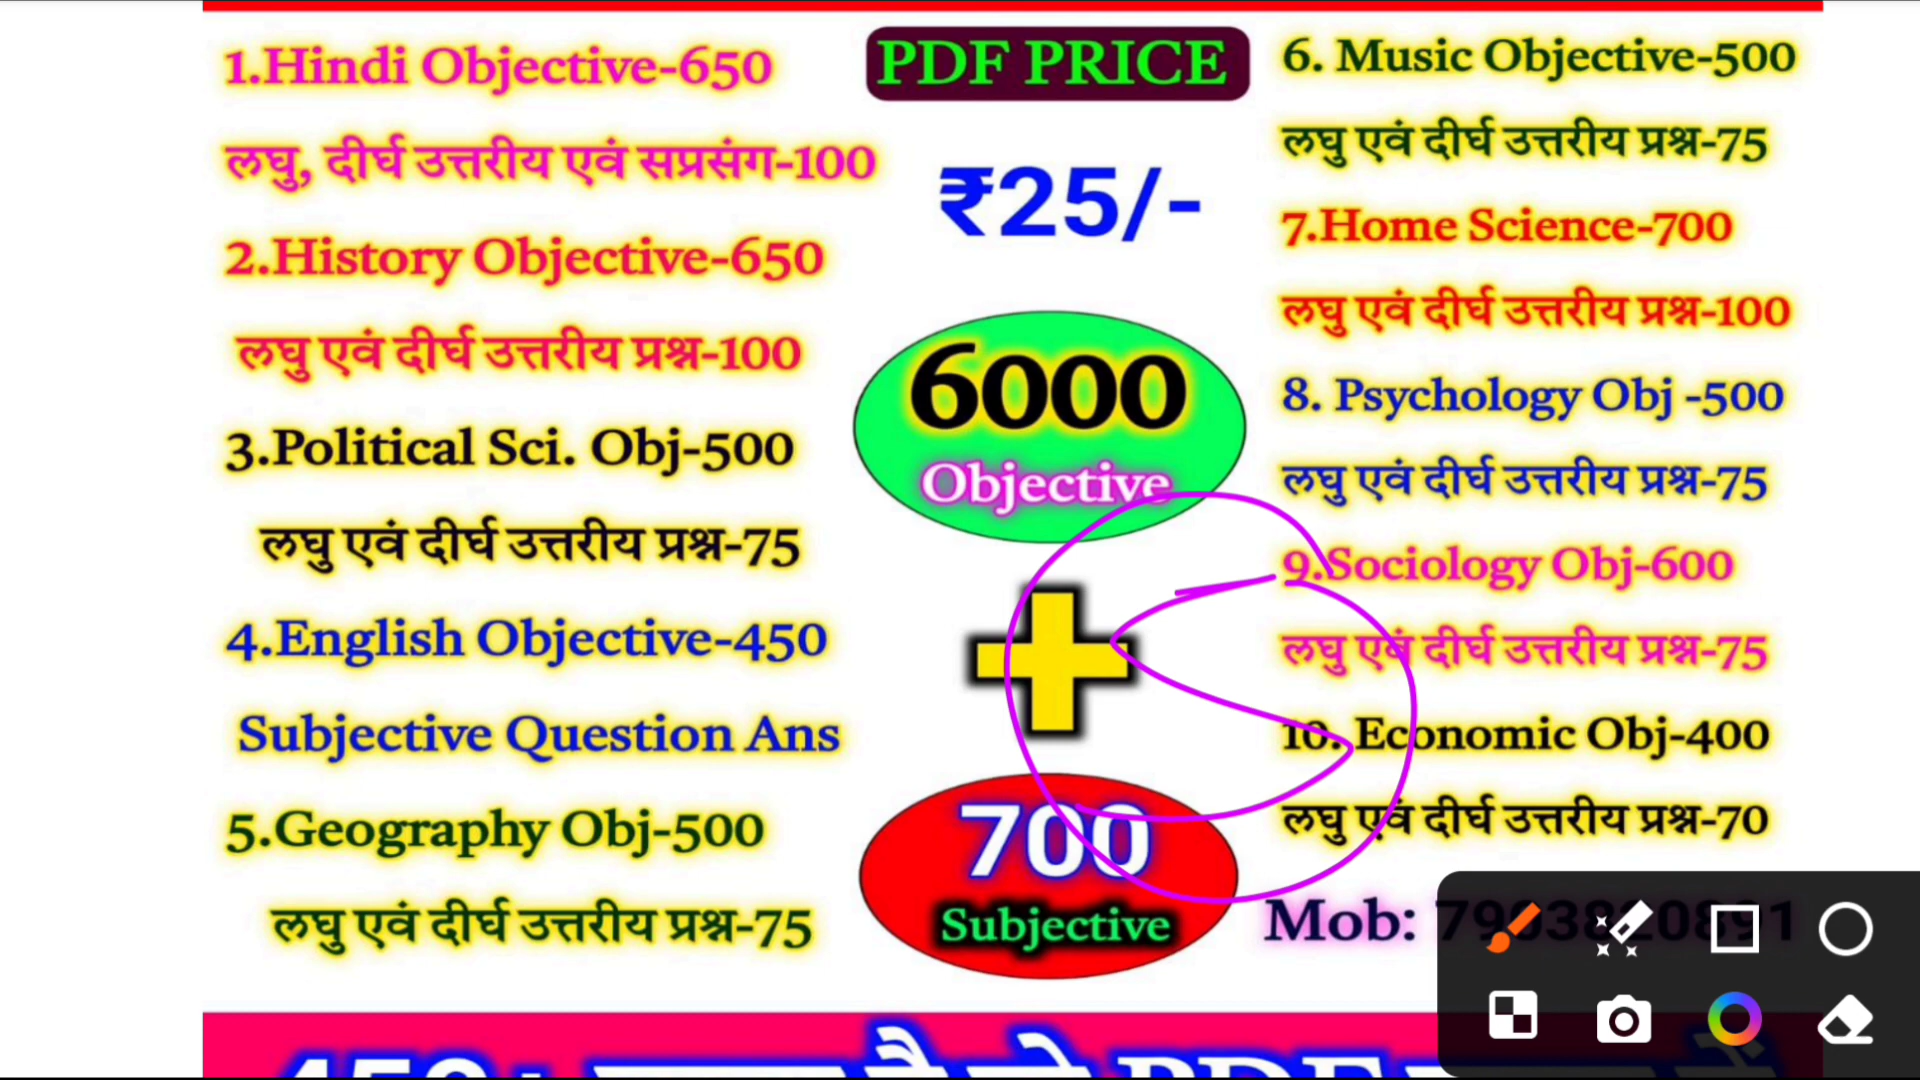 1.Hindi Objective-650
लघु, दीर्घ उत्तरीय एवं सप्रसंग-100
2.History Objective-650
लघु एवं दीर्घ उत्तरीय प्रश्न-100
3.Political Sci. Obj-500
लघु एवं दीर्घ उत्तरीय प्रश्न-75
4.English Objective-450
Subjective Question Ans
5.Geography Obj-500
लघु एवं दीर्घ उत्तरीय प्रश्न-75
PDF PRICE
₹25/-
6000
Objective
700
Subjective
6. Music Objective-500
लघु एवं दीर्घ उत्तरीय प्रश्न-75
7.Home Science-700
लघु एवं दीर्घ उत्तरीय प्रश्न-100
8. Psychology Obj -500
लघु एवं दीर्घ उत्तरीय प्रश्न-75
9.Sociology Obj-600
लघु एवं दीर्घ उत्तरीय प्रश्न-75
10. Economic Obj-400
लघु एवं दीर्घ उत्तरीय प्रश्न-70
Mob: 7903820891
PDF